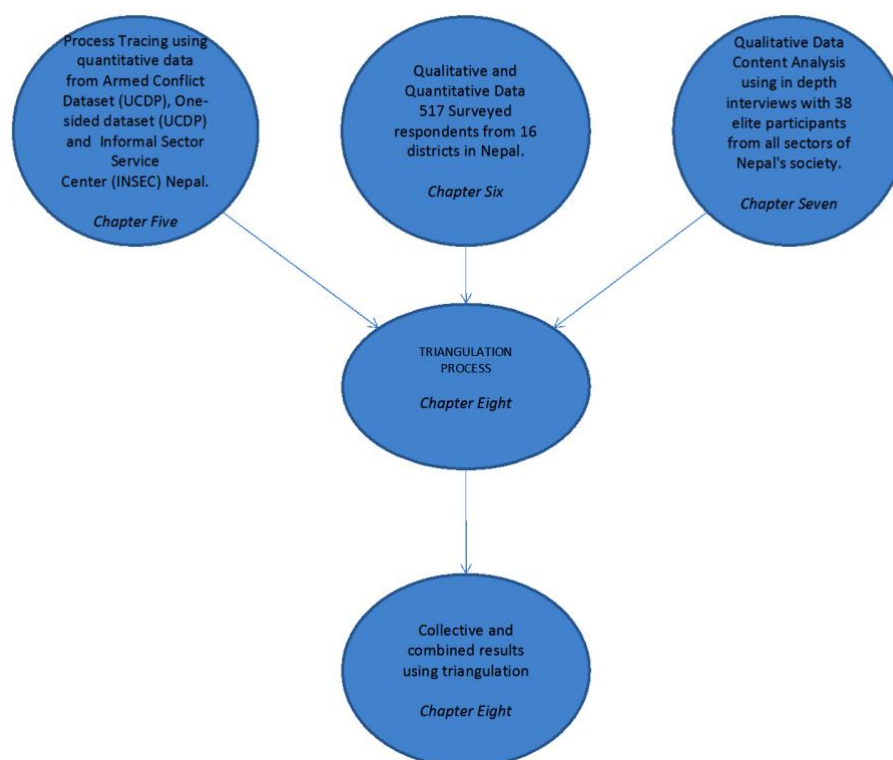 Process Tracing using
quantitative data
from Armed Conflict
Dataset (UCDP), One-
sided dataset (UCDP)
and Informal Sector
Service
Center (INSEC) Nepal.
Chapter Five
Qualitative and
Quantitative Data
517 Surveyed
respondents from 16
districts in Nepal.
Chapter Six
Qualitative Data
Content Analysis
using in depth
interviews with 38
elite participants
from all sectors of
Nepal's society.
Chapter Seven
TRIANGULATION
PROCESS
Chapter Eight
Collective and
combined results
using triangulation
Chapter Eight